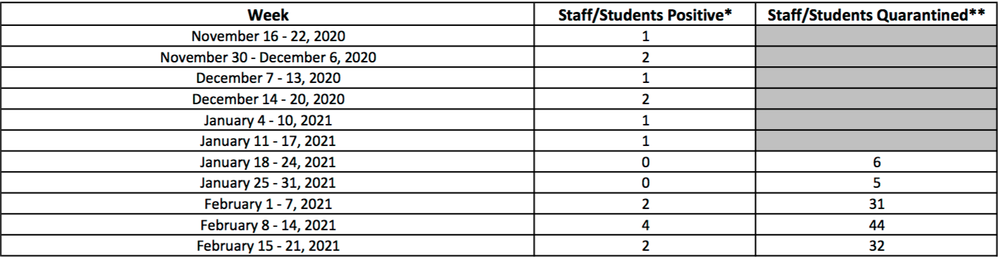 Week Staff/Students Positive* Staff/Students Quarantined**
November 16 - 22, 2020 1
November 30 - December 6, 2020 2
December 7 - 13, 2020 1
December 14 - 20, 2020 2
January 4 - 10, 2021 1
January 11 - 17, 2021 1
January 18 - 24, 2021 0 6
January 25 - 31, 2021 0 5
February 1 - 7, 2021 2 31
February 8 - 14, 2021 4 44
February 15 - 21, 2021 2 32